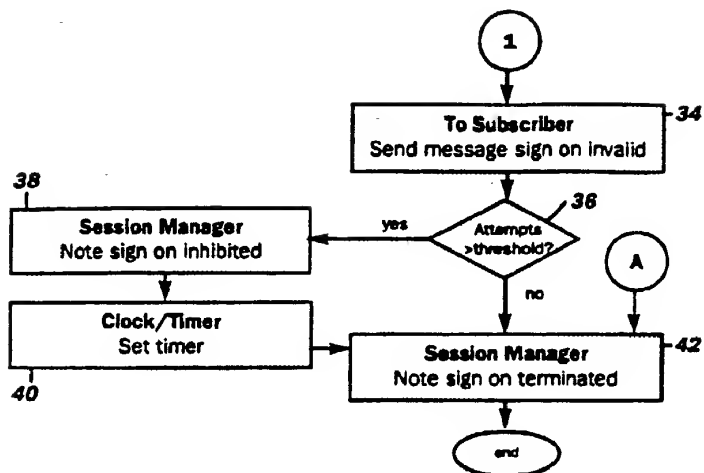 1
To Subscriber
Send message sign on invalid
34
36
Attempts
>threshold?
yes
no
38
Session Manager
Note sign on inhibited
Clock/Timer
Set timer
40
A
Session Manager
Note sign on terminated
42
end